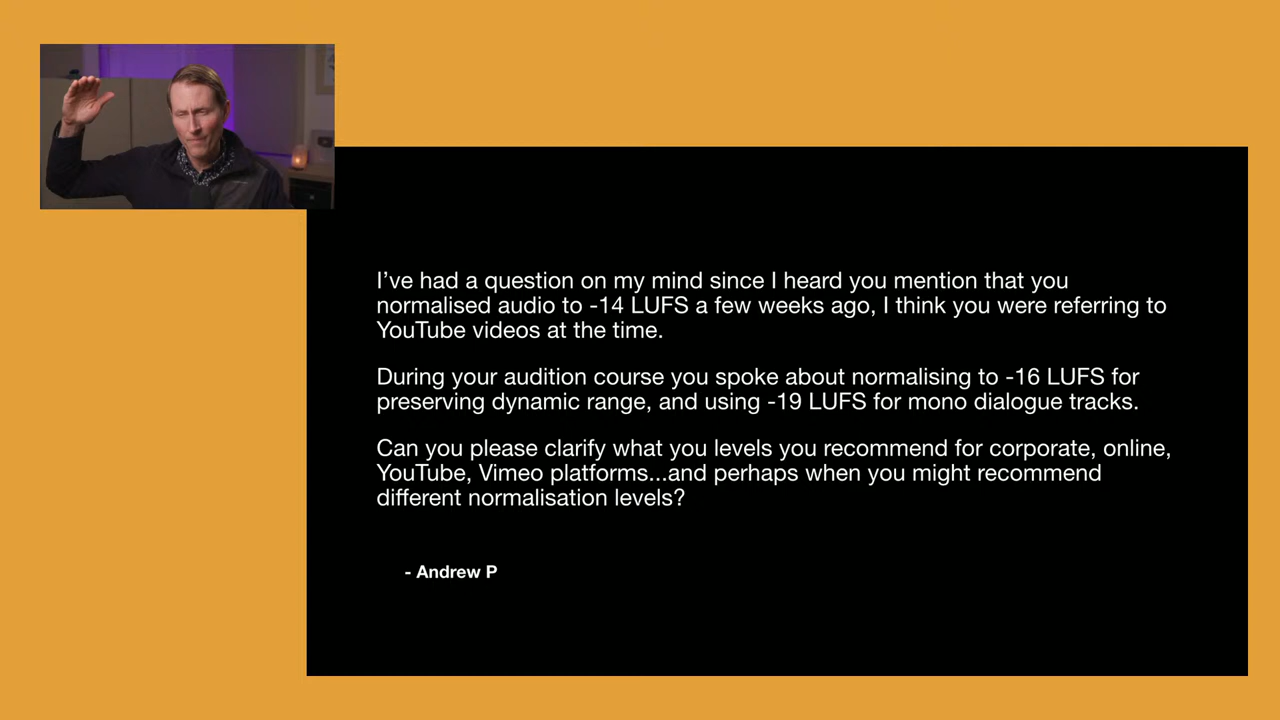 I've had a question on my mind since I heard you mention that you
normalised audio to -14 LUFS a few weeks ago, I think you were referring to
YouTube videos at the time.
During your audition course you spoke about normalising to -16 LUFS for
preserving dynamic range, and using -19 LUFS for mono dialogue tracks.
Can you please clarify what you levels you recommend for corporate, online,
YouTube, Vimeo platforms...and perhaps when you might recommend
different normalisation levels?
- Andrew P